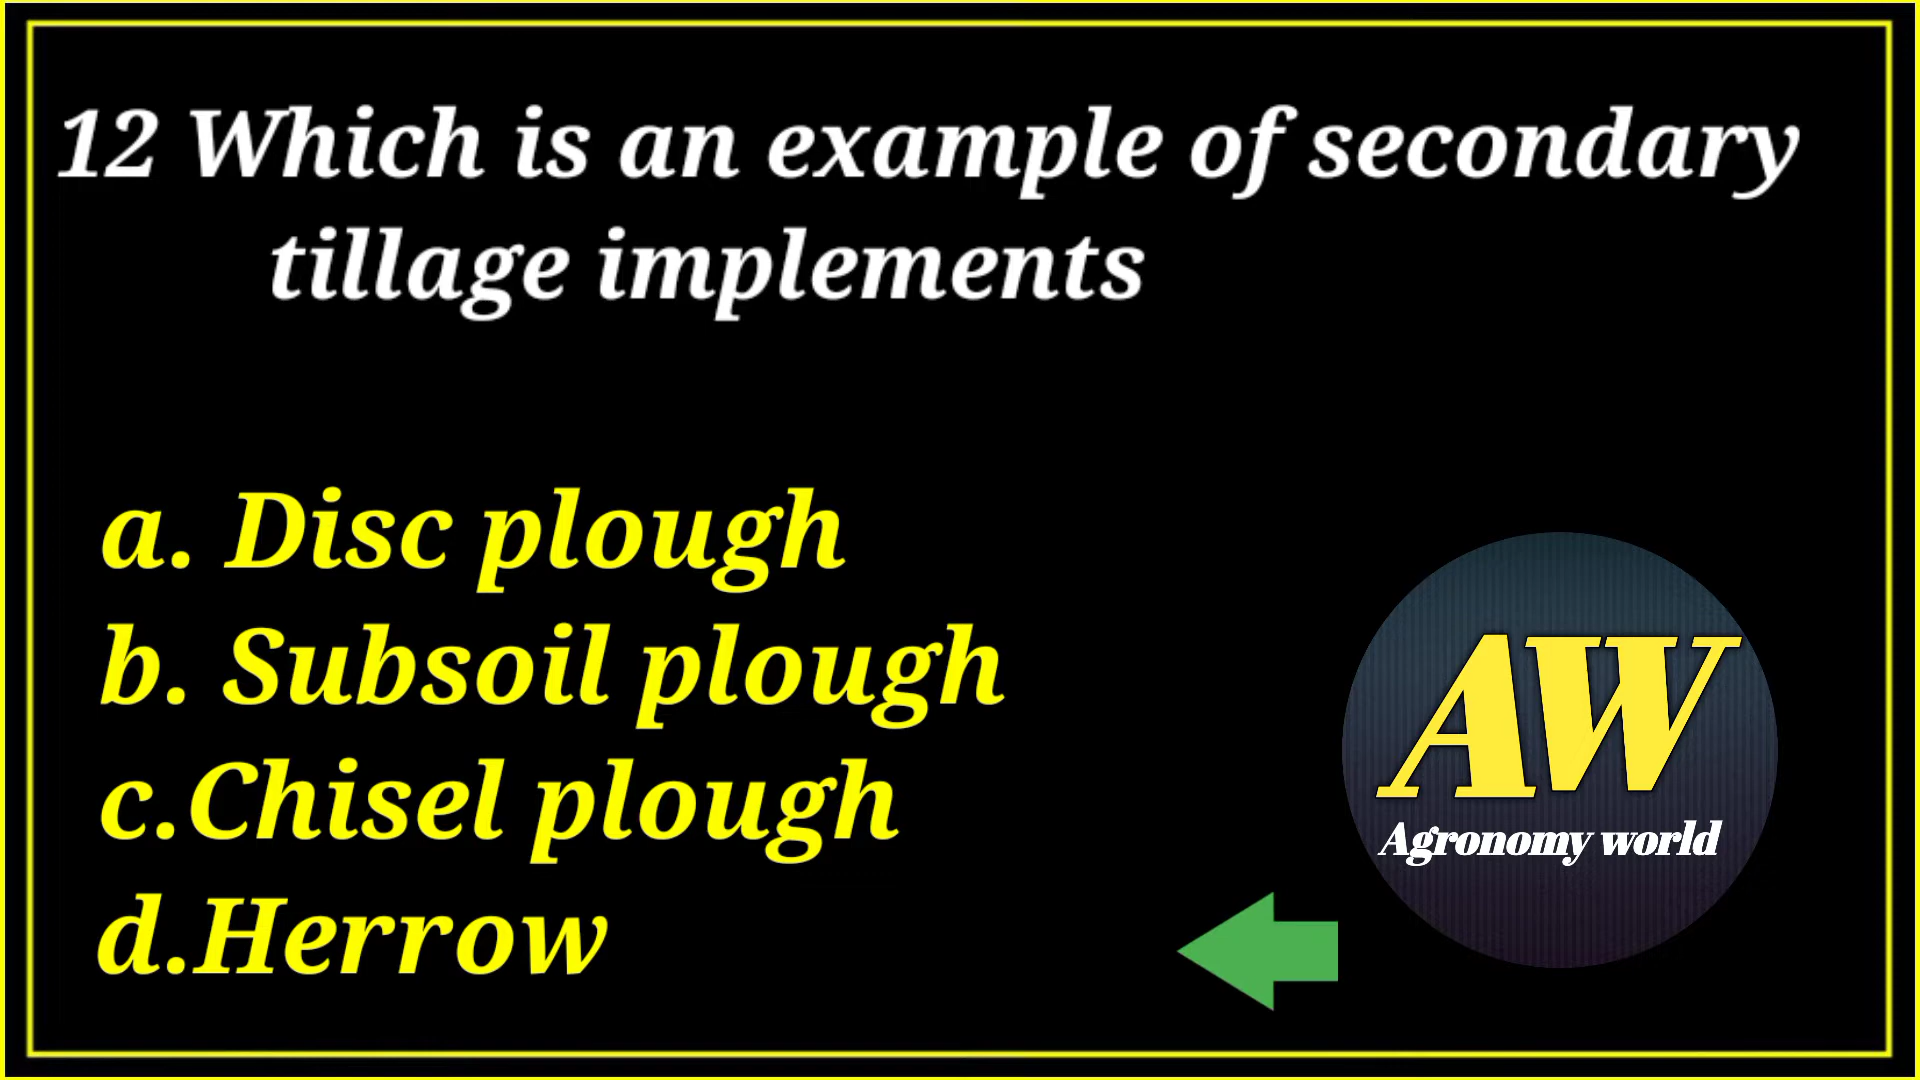 12 Which is an example of secondary
tillage implements
a. Disc plough
b. Subsoil plough
c.Chisel plough
d.Herrow
AW
Agronomy world